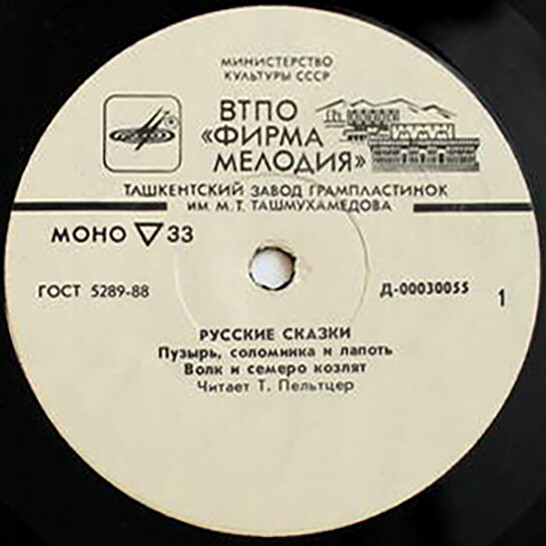 МИНИСТЕРСТВО
КУЛЬТУРЫ СССР
ВТПО
«ФИРМА
МЕЛОДИЯ»
ТАШКЕНТСКИЙ ЗАВОД ГРАМПЛАСТИНОК
ИМ. М. Т. ТАШМУХАМЕДОВА
МОНО 33
ГОСТ 5289-88
Д-00030055
1
РУССКИЕ СКАЗКИ
Пузырь, соломинка и лапоть
Волк и семеро козлят
Читает Т. Пельтцер